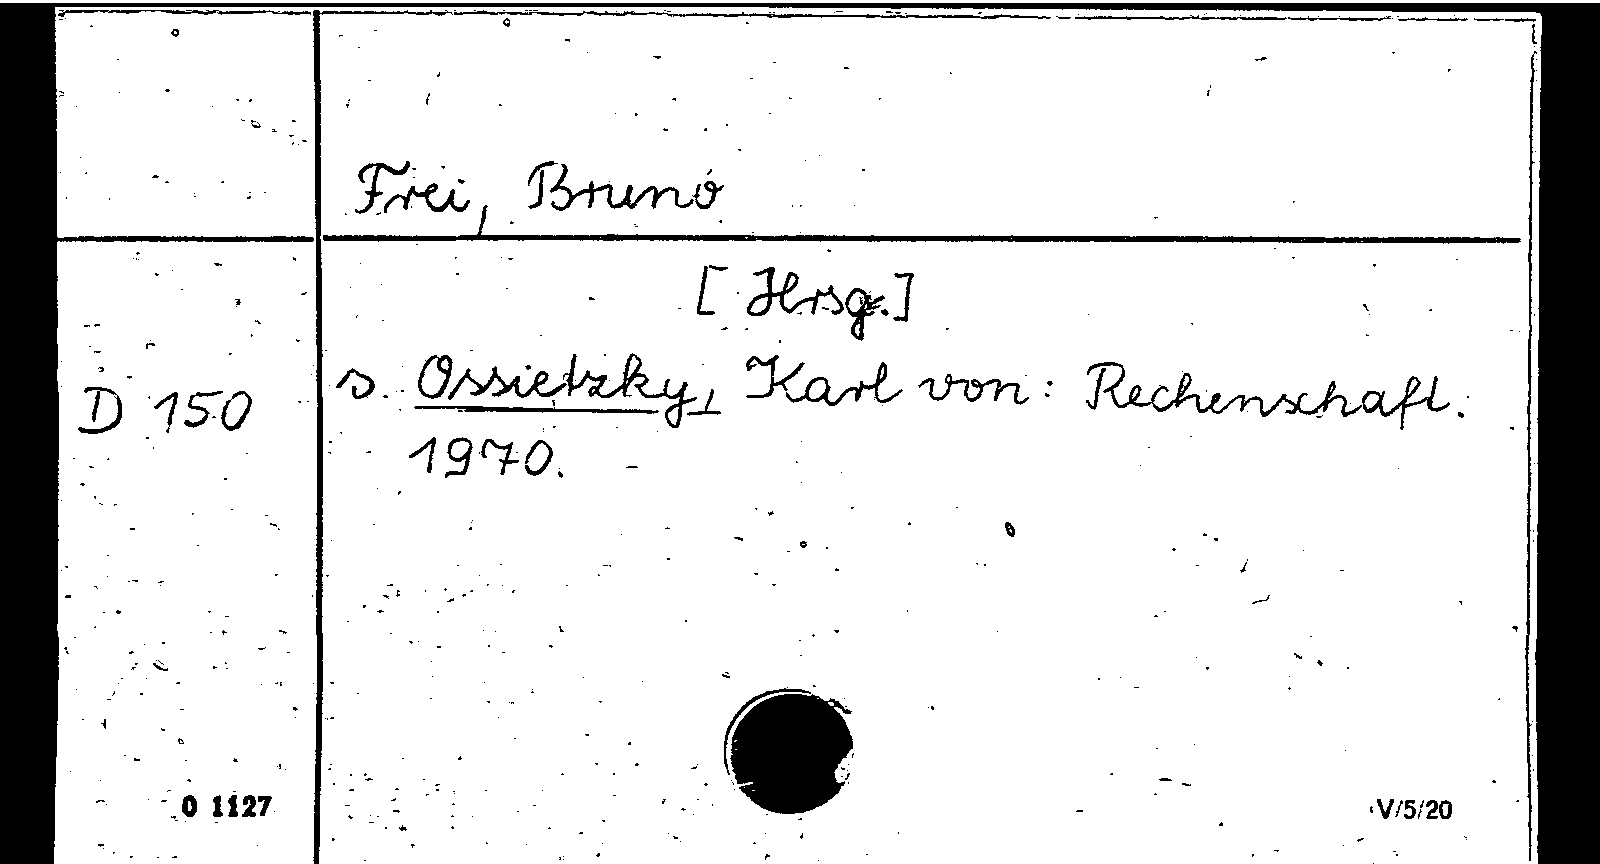 Frei, Bruno
[Hrsg.]
D 150
s. Ossietzky, Karl von: Rechenschaft.
1970.
0 1127
V/5/20